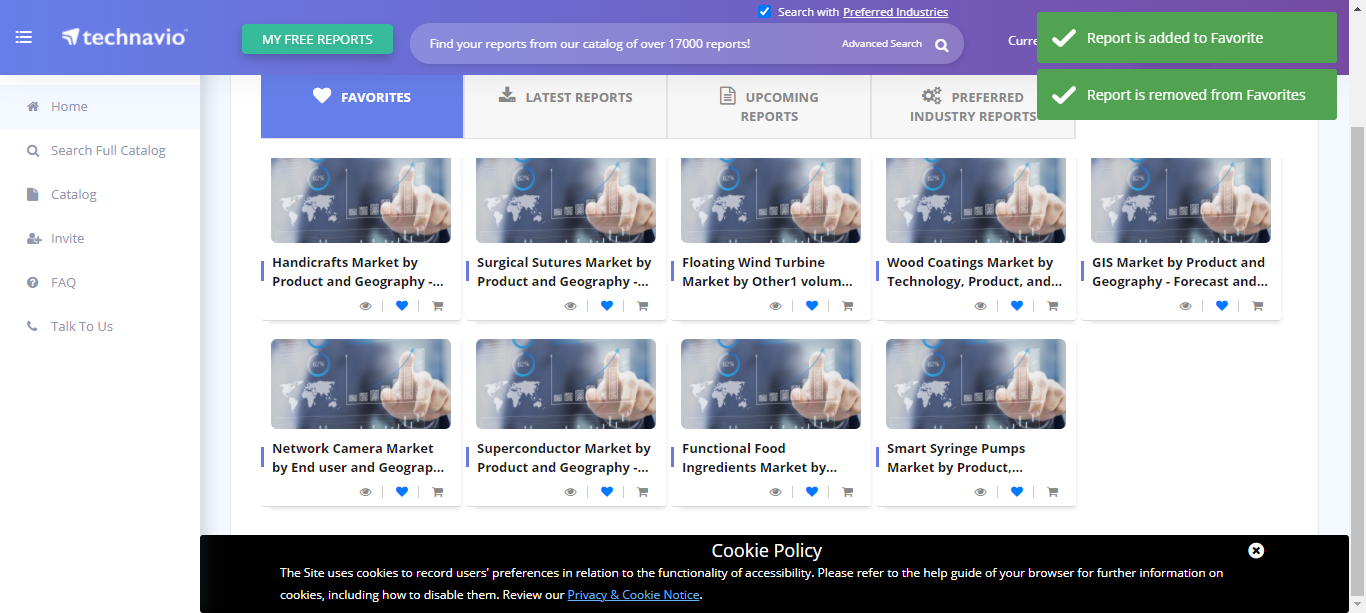 Search with Preferred Industries
technavio
MY FREE REPORTS
Find your reports from our catalog of over 17000 reports!
Advanced Search
Curre
Report is added to Favorite
Report is removed from Favorites
Home
Search Full Catalog
Catalog
Invite
FAQ
Talk To Us
FAVORITES
LATEST REPORTS
UPCOMING
REPORTS
PREFERRED
INDUSTRY REPORTS
Handicrafts Market by
Product and Geography -...
Surgical Sutures Market by
Product and Geography -...
Floating Wind Turbine
Market by Other1 volum...
Wood Coatings Market by
Technology, Product, and...
GIS Market by Product and
Geography - Forecast and...
Network Camera Market
by End user and Geograp...
Superconductor Market by
Product and Geography -...
Functional Food
Ingredients Market by...
Smart Syringe Pumps
Market by Product,...
Cookie Policy
The Site uses cookies to record users' preferences in relation to the functionality of accessibility. Please refer to the help guide of your browser for further information on
cookies, including how to disable them. Review our Privacy & Cookie Notice.